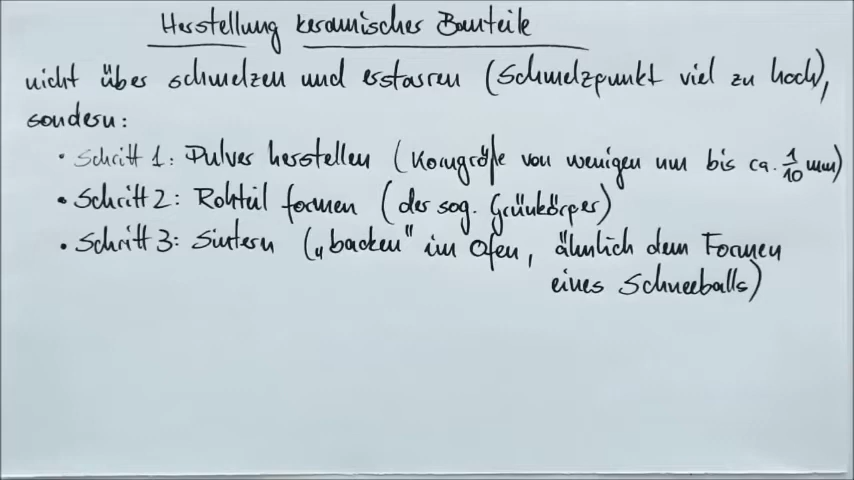 Herstellung keramischer Bauteile
nicht über schmelzen und erstarren (Schmelzpunkt viel zu hoch),
sondern:
• Schritt 1: Pulver herstellen (Korngröße von wenigen nm bis ca. 1/10 mm)
• Schritt 2: Rohteil formen (der sog. Grünkörper)
• Schritt 3: Sintern („backen" im Ofen, ähnlich dem Formen
eines Schneeballs)